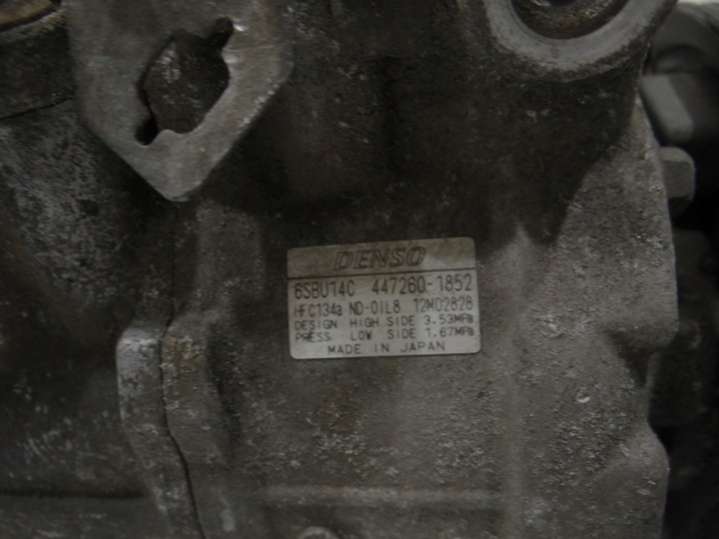 DENSO
6SBU14C 447260-1852
HFC134a ND-OIL8 12MD2828
DESIGN HIGH SIDE 3.53MPa
PRESS. LOW SIDE 1.67MPa
MADE IN JAPAN